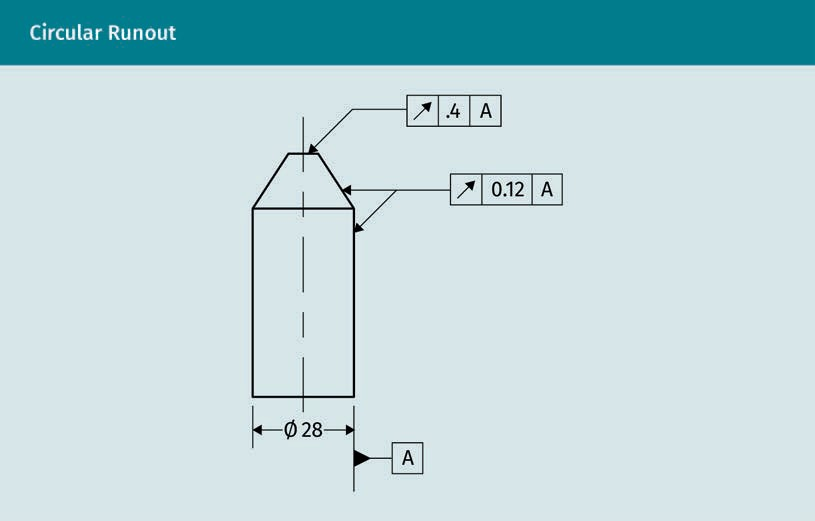 Circular Runout
.4 A
0.12 A
Ø 28
A